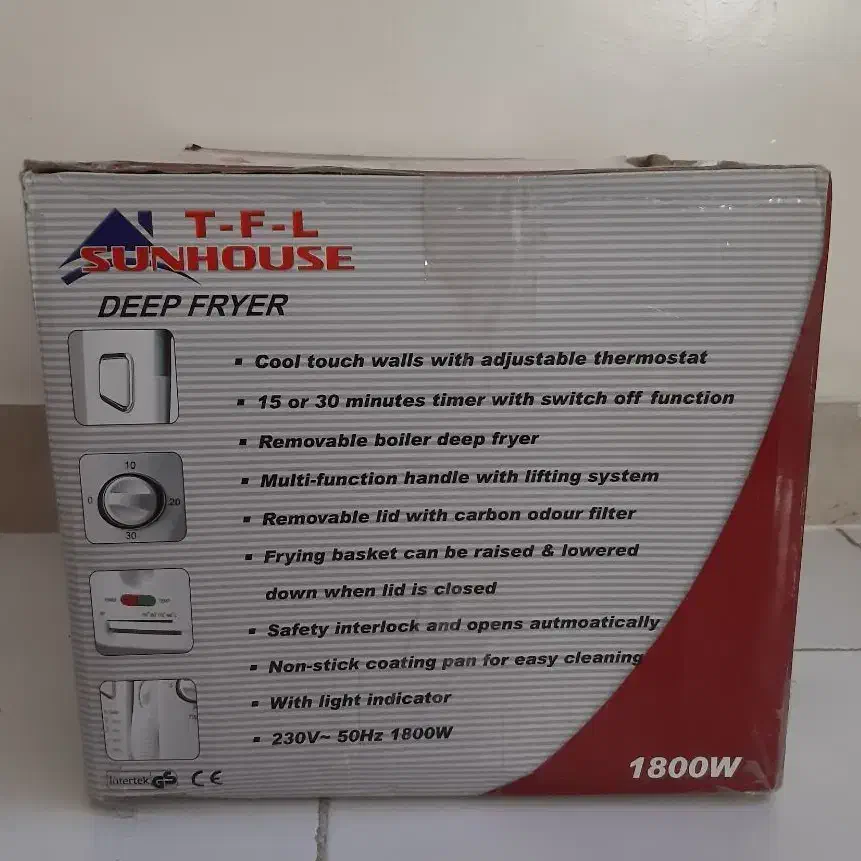 T-F-L
SUNHOUSE
DEEP FRYER
▪ Cool touch walls with adjustable thermostat
▪ 15 or 30 minutes timer with switch off function
▪ Removable boiler deep fryer
▪ Multi-function handle with lifting system
▪ Removable lid with carbon odour filter
▪ Frying basket can be raised & lowered
down when lid is closed
▪ Safety interlock and opens autmoatically
▪ Non-stick coating pan for easy cleaning
▪ With light indicator
▪ 230V~ 50Hz 1800W
10
0 20
30
Intertek GS CE
1800W